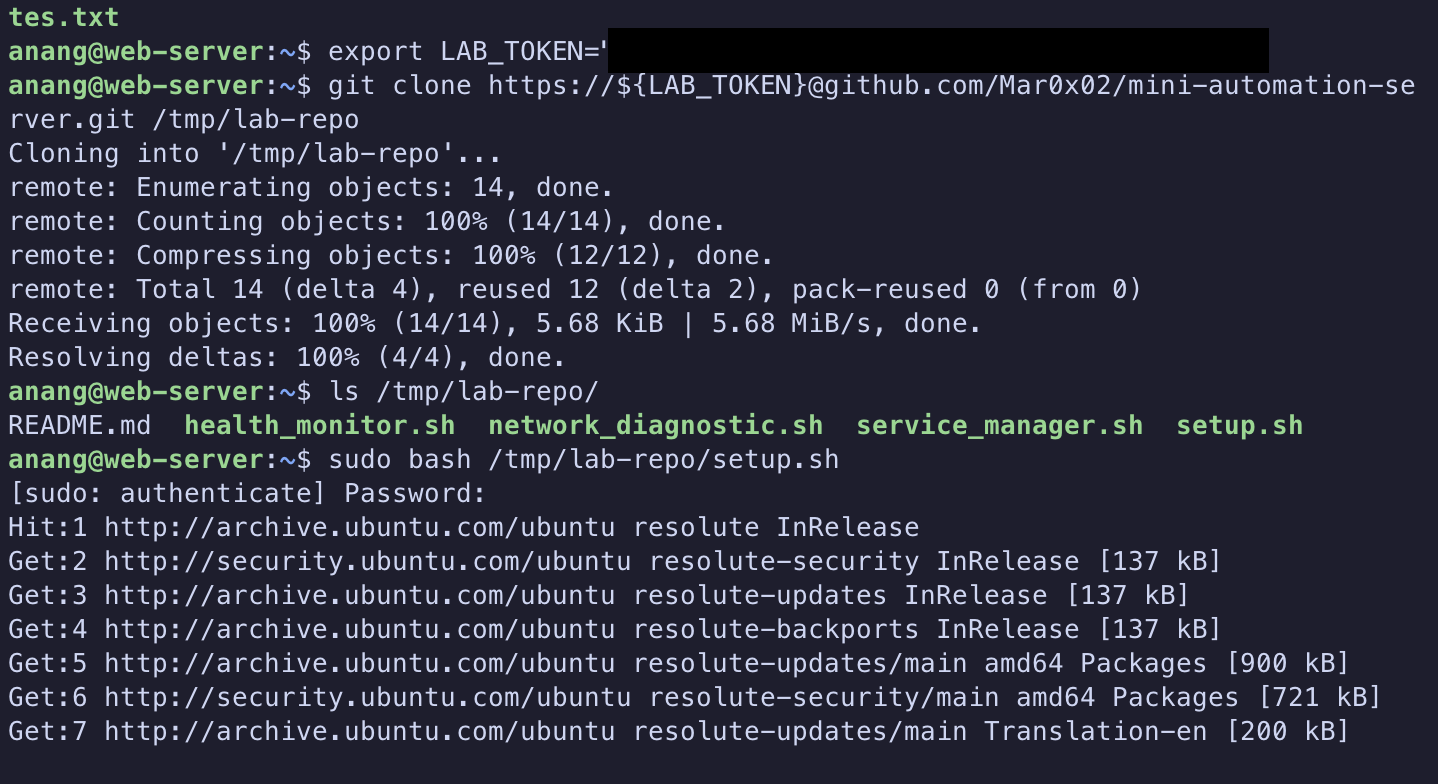 tes.txt
anang@web-server:~$ export LAB_TOKEN='
anang@web-server:~$ git clone https://${LAB_TOKEN}@github.com/Mar0x02/mini-automation-se
rver.git /tmp/lab-repo
Cloning into '/tmp/lab-repo'...
remote: Enumerating objects: 14, done.
remote: Counting objects: 100% (14/14), done.
remote: Compressing objects: 100% (12/12), done.
remote: Total 14 (delta 4), reused 12 (delta 2), pack-reused 0 (from 0)
Receiving objects: 100% (14/14), 5.68 KiB | 5.68 MiB/s, done.
Resolving deltas: 100% (4/4), done.
anang@web-server:~$ ls /tmp/lab-repo/
README.md  health_monitor.sh  network_diagnostic.sh  service_manager.sh  setup.sh
anang@web-server:~$ sudo bash /tmp/lab-repo/setup.sh
[sudo: authenticate] Password:
Hit:1 http://archive.ubuntu.com/ubuntu resolute InRelease
Get:2 http://security.ubuntu.com/ubuntu resolute-security InRelease [137 kB]
Get:3 http://archive.ubuntu.com/ubuntu resolute-updates InRelease [137 kB]
Get:4 http://archive.ubuntu.com/ubuntu resolute-backports InRelease [137 kB]
Get:5 http://archive.ubuntu.com/ubuntu resolute-updates/main amd64 Packages [900 kB]
Get:6 http://security.ubuntu.com/ubuntu resolute-security/main amd64 Packages [721 kB]
Get:7 http://archive.ubuntu.com/ubuntu resolute-updates/main Translation-en [200 kB]